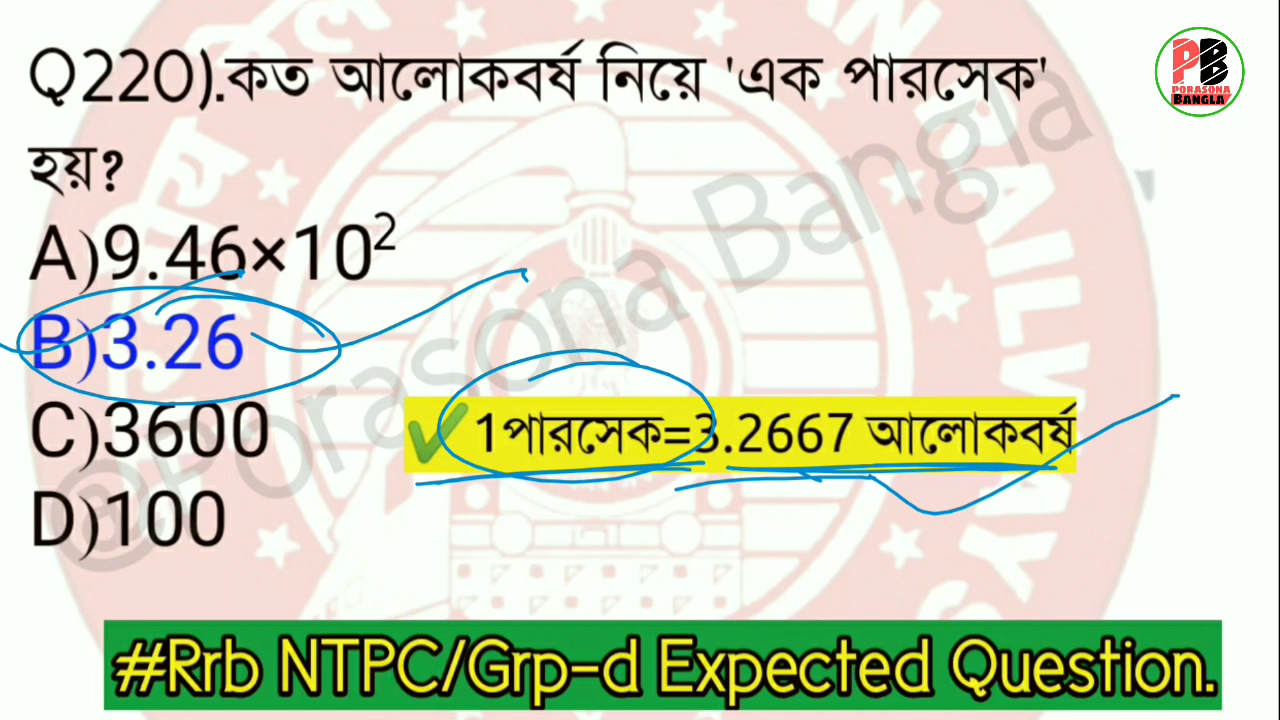 Q220).কত আলোকবর্ষ নিয়ে 'এক পারসেক'
হয়?
A)9.46×10²
B)3.26
C)3600
D)100
✔ 1পারসেক=3.2667 আলোকবর্ষ
#Rrb NTPC/Grp-d Expected Question.
PB
PORASONA
BANGLA
@Porasona Bangla